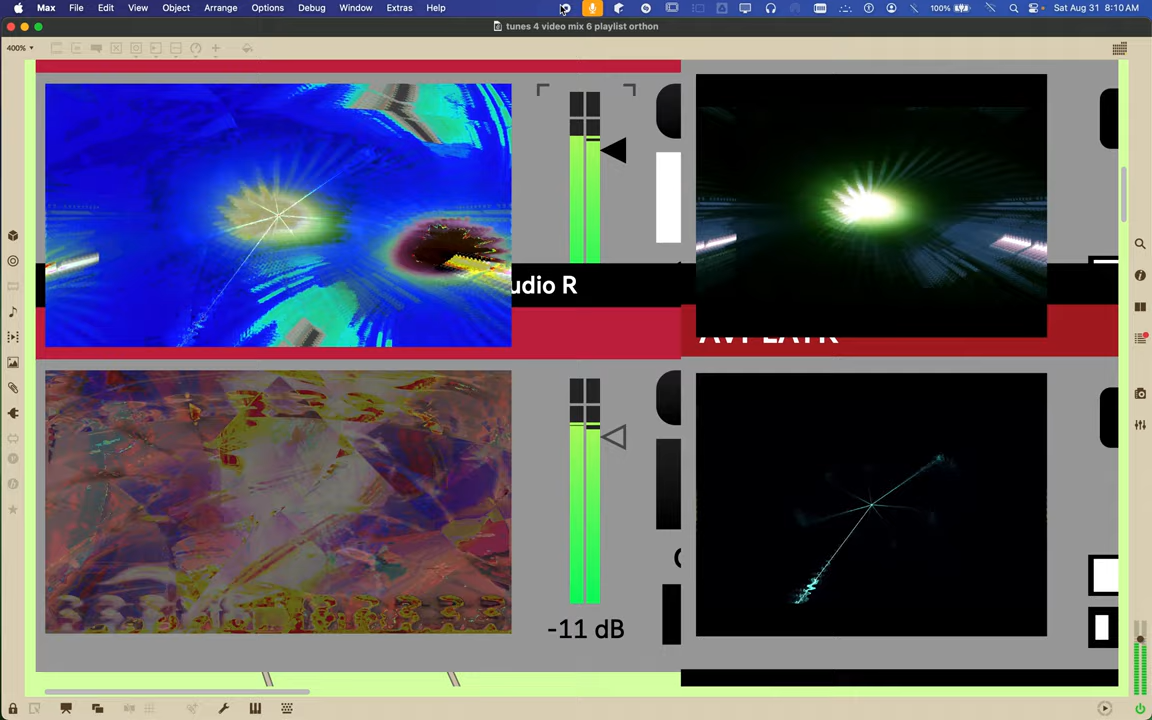 Max File Edit View Object Arrange Options Debug Window Extras Help 100% Sat Aug 31 8:10 AM
tunes 4 video mix 6 playlist orthon
400%
udio R
-11 dB